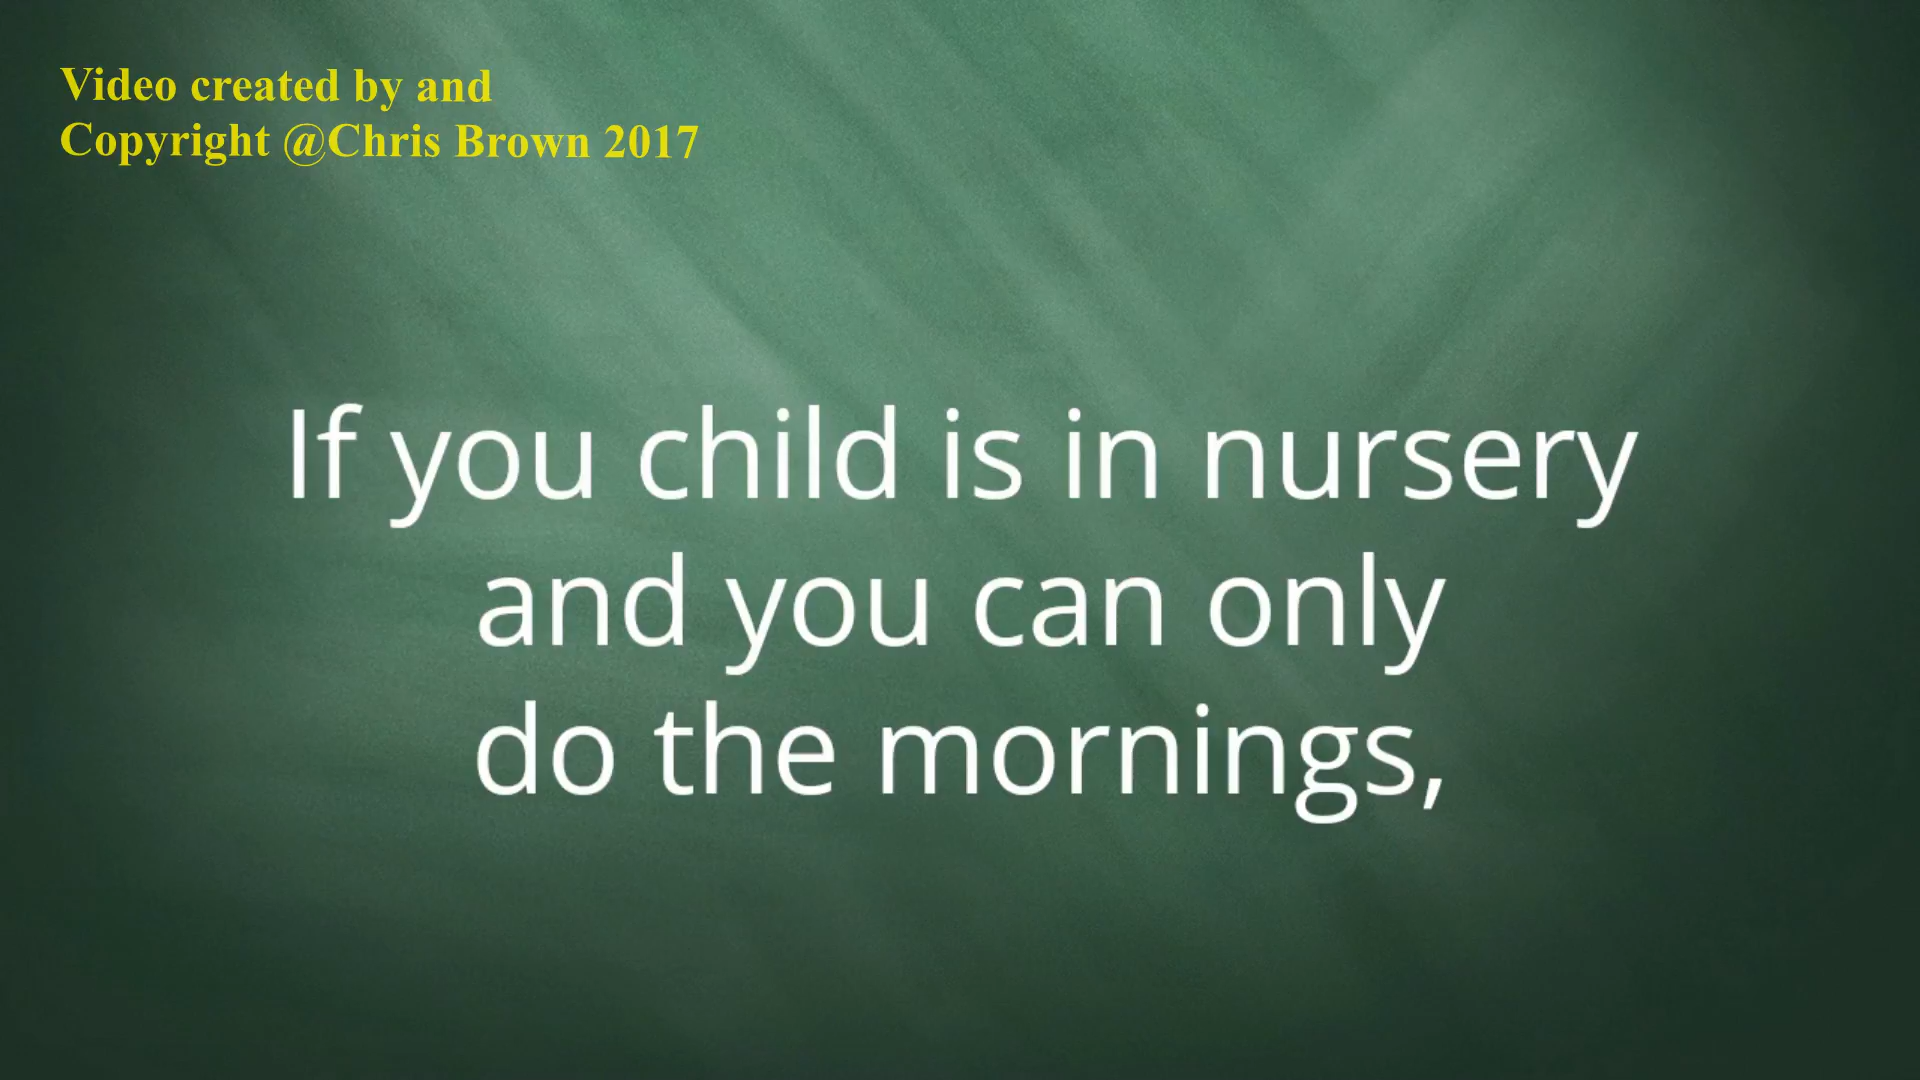 Video created by and
Copyright @Chris Brown 2017
If you child is in nursery
and you can only
do the mornings,